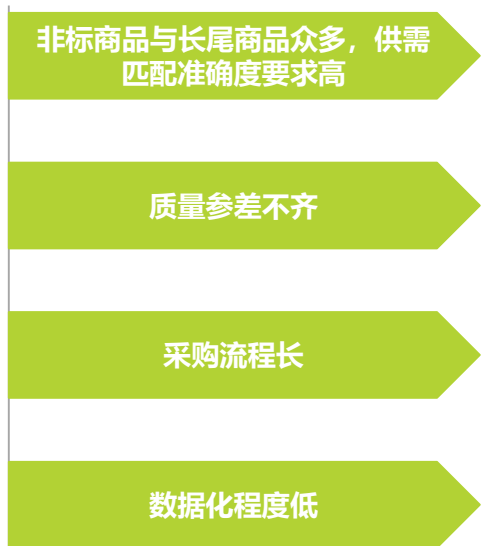 非标商品与长尾商品众多，供需
匹配准确度要求高
质量参差不齐
采购流程长
数据化程度低